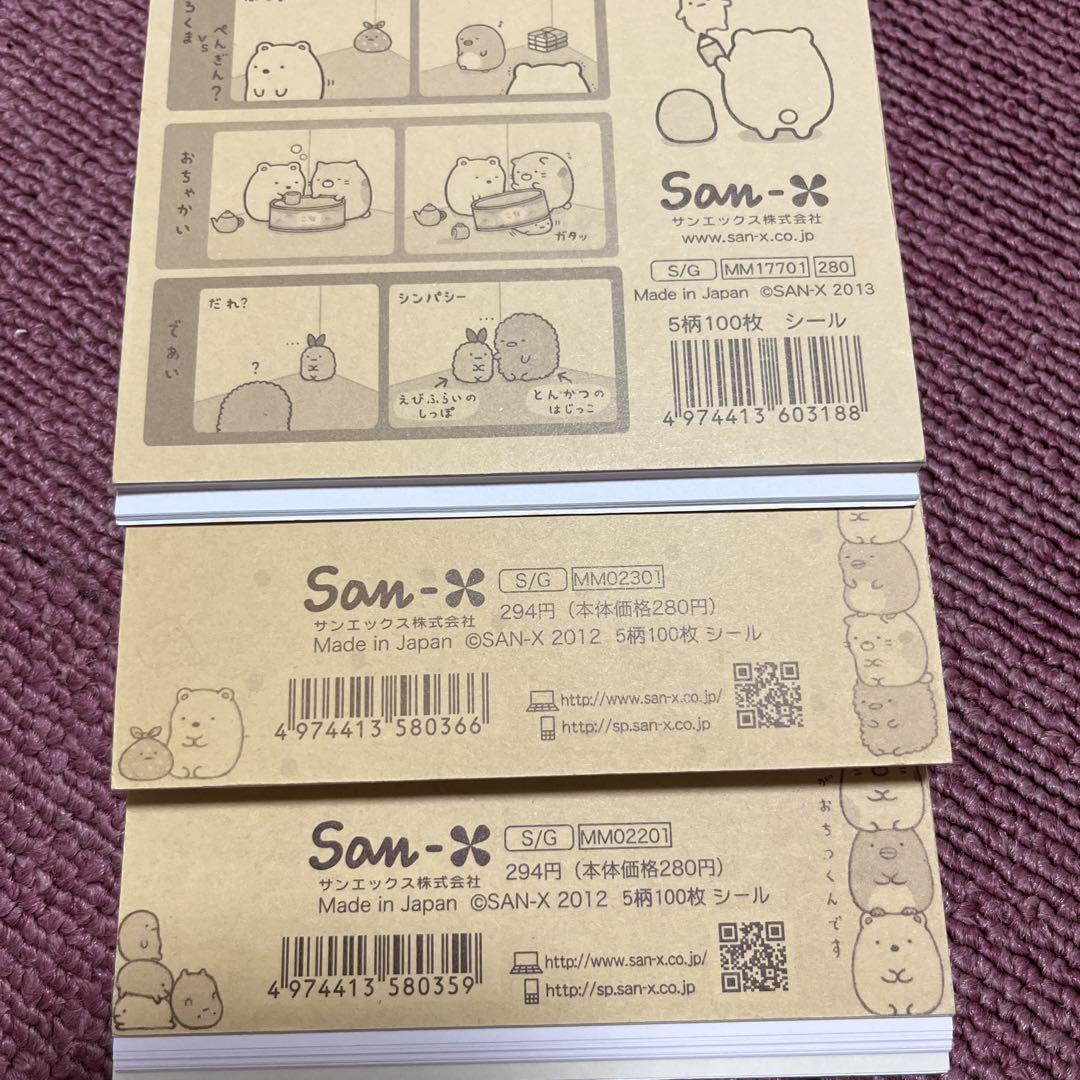 ぺんぎん?
vs
おちゃかい
ガタッ
であい
だれ?
?
...
シンパシー
...
えびふらいの
しっぽ
とんかつの
はじっこ
San-X
サンエックス株式会社
www.san-x.co.jp
S/G MM17701 280
Made in Japan ©SAN-X 2013
5柄100枚 シール
4 974413 603188
San-X S/G MM02301
サンエックス株式会社 294円(本体価格280円)
Made in Japan ©SAN-X 2012 5柄100枚 シール
4 974413 580366
http://www.san-x.co.jp/
http://sp.san-x.co.jp
San-X S/G MM02201
サンエックス株式会社 294円(本体価格280円)
Made in Japan ©SAN-X 2012 5柄100枚 シール
4 974413 580359
http://www.san-x.co.jp/
http://sp.san-x.co.jp
がおちつくんです